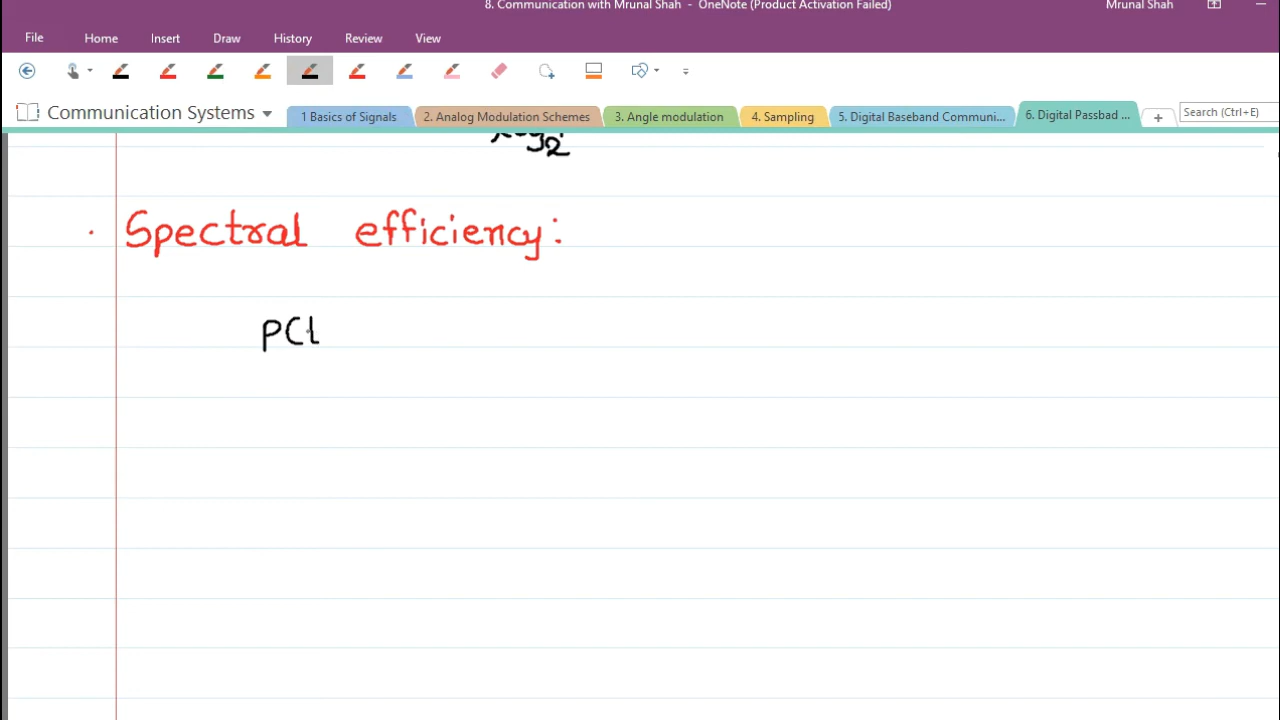 8. Communication with Mrunal Shah - OneNote (Product Activation Failed)
Mrunal Shah
File Home Insert Draw History Review View
Communication Systems
1 Basics of Signals
2. Analog Modulation Schemes
3. Angle modulation
4. Sampling
5. Digital Baseband Communi...
6. Digital Passbad ...
Search (Ctrl+E)
· Spectral efficiency: